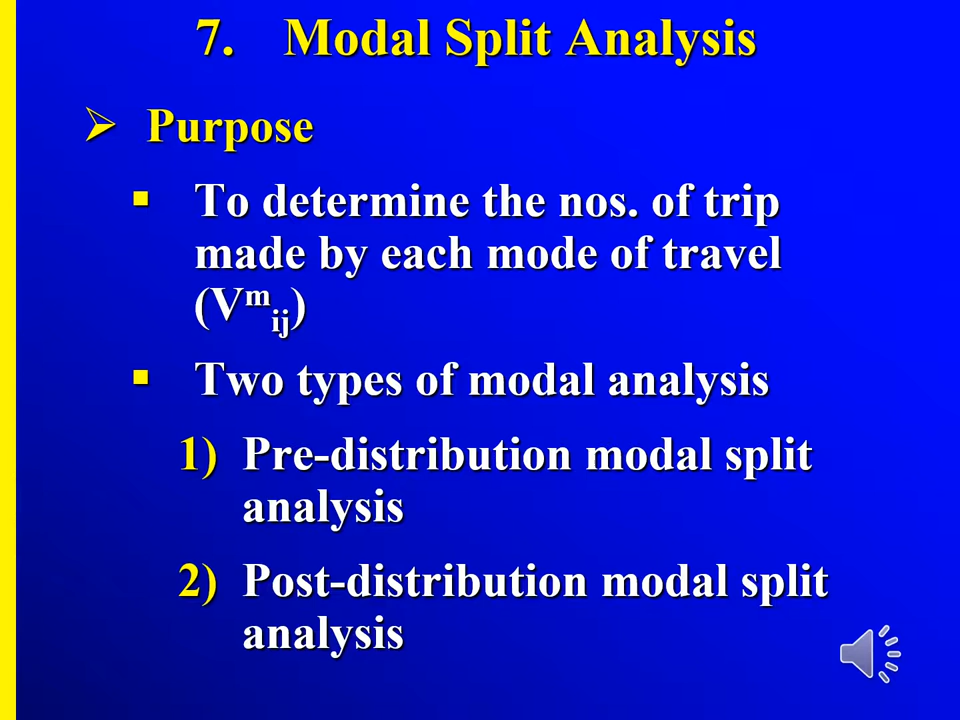 7. Modal Split Analysis
➢ Purpose
▪ To determine the nos. of trip
made by each mode of travel
(Vᵐᵢⱼ)
▪ Two types of modal analysis
1) Pre-distribution modal split
analysis
2) Post-distribution modal split
analysis